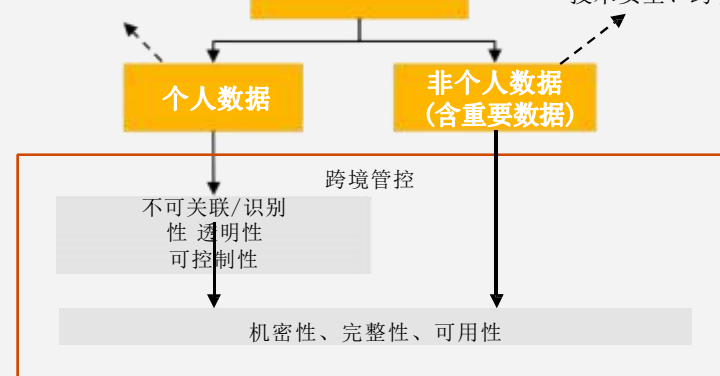 个人数据
非个人数据
(含重要数据)
跨境管控
不可关联/识别
性 透明性
可控制性
机密性、完整性、可用性